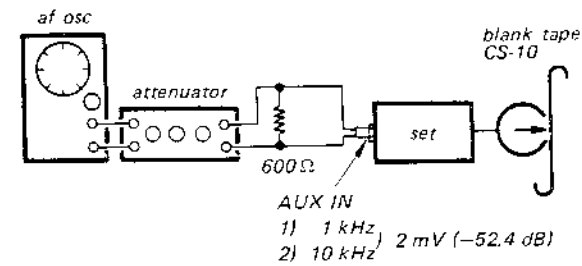 af osc
blank tape
CS-10
attenuator
set
600Ω
AUX IN
1) 1 kHz
2) 10 kHz
) 2 mV (−52.4 dB)